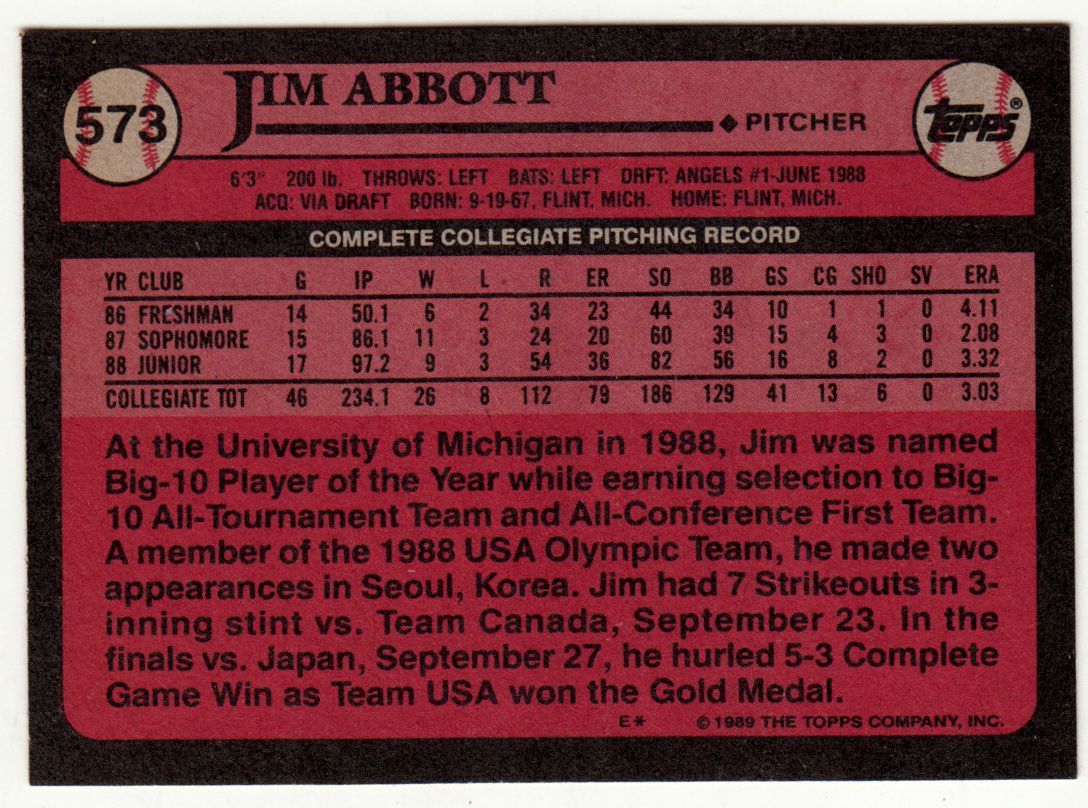 573
JIM ABBOTT
◆ PITCHER
TOPPS®
6'3" 200 lb. THROWS: LEFT BATS: LEFT DRFT: ANGELS #1-JUNE 1988
ACQ: VIA DRAFT BORN: 9-19-67, FLINT, MICH. HOME: FLINT, MICH.
COMPLETE COLLEGIATE PITCHING RECORD
YR CLUB G IP W L R ER SO BB GS CG SHO SV ERA
86 FRESHMAN 14 50.1 6 2 34 23 44 34 10 1 1 0 4.11
87 SOPHOMORE 15 86.1 11 3 24 20 60 39 15 4 3 0 2.08
88 JUNIOR 17 97.2 9 3 54 36 82 56 16 8 2 0 3.32
COLLEGIATE TOT 46 234.1 26 8 112 79 186 129 41 13 6 0 3.03
At the University of Michigan in 1988, Jim was named
Big-10 Player of the Year while earning selection to Big-
10 All-Tournament Team and All-Conference First Team.
A member of the 1988 USA Olympic Team, he made two
appearances in Seoul, Korea. Jim had 7 Strikeouts in 3-
inning stint vs. Team Canada, September 23. In the
finals vs. Japan, September 27, he hurled 5-3 Complete
Game Win as Team USA won the Gold Medal.
E* © 1989 THE TOPPS COMPANY, INC.